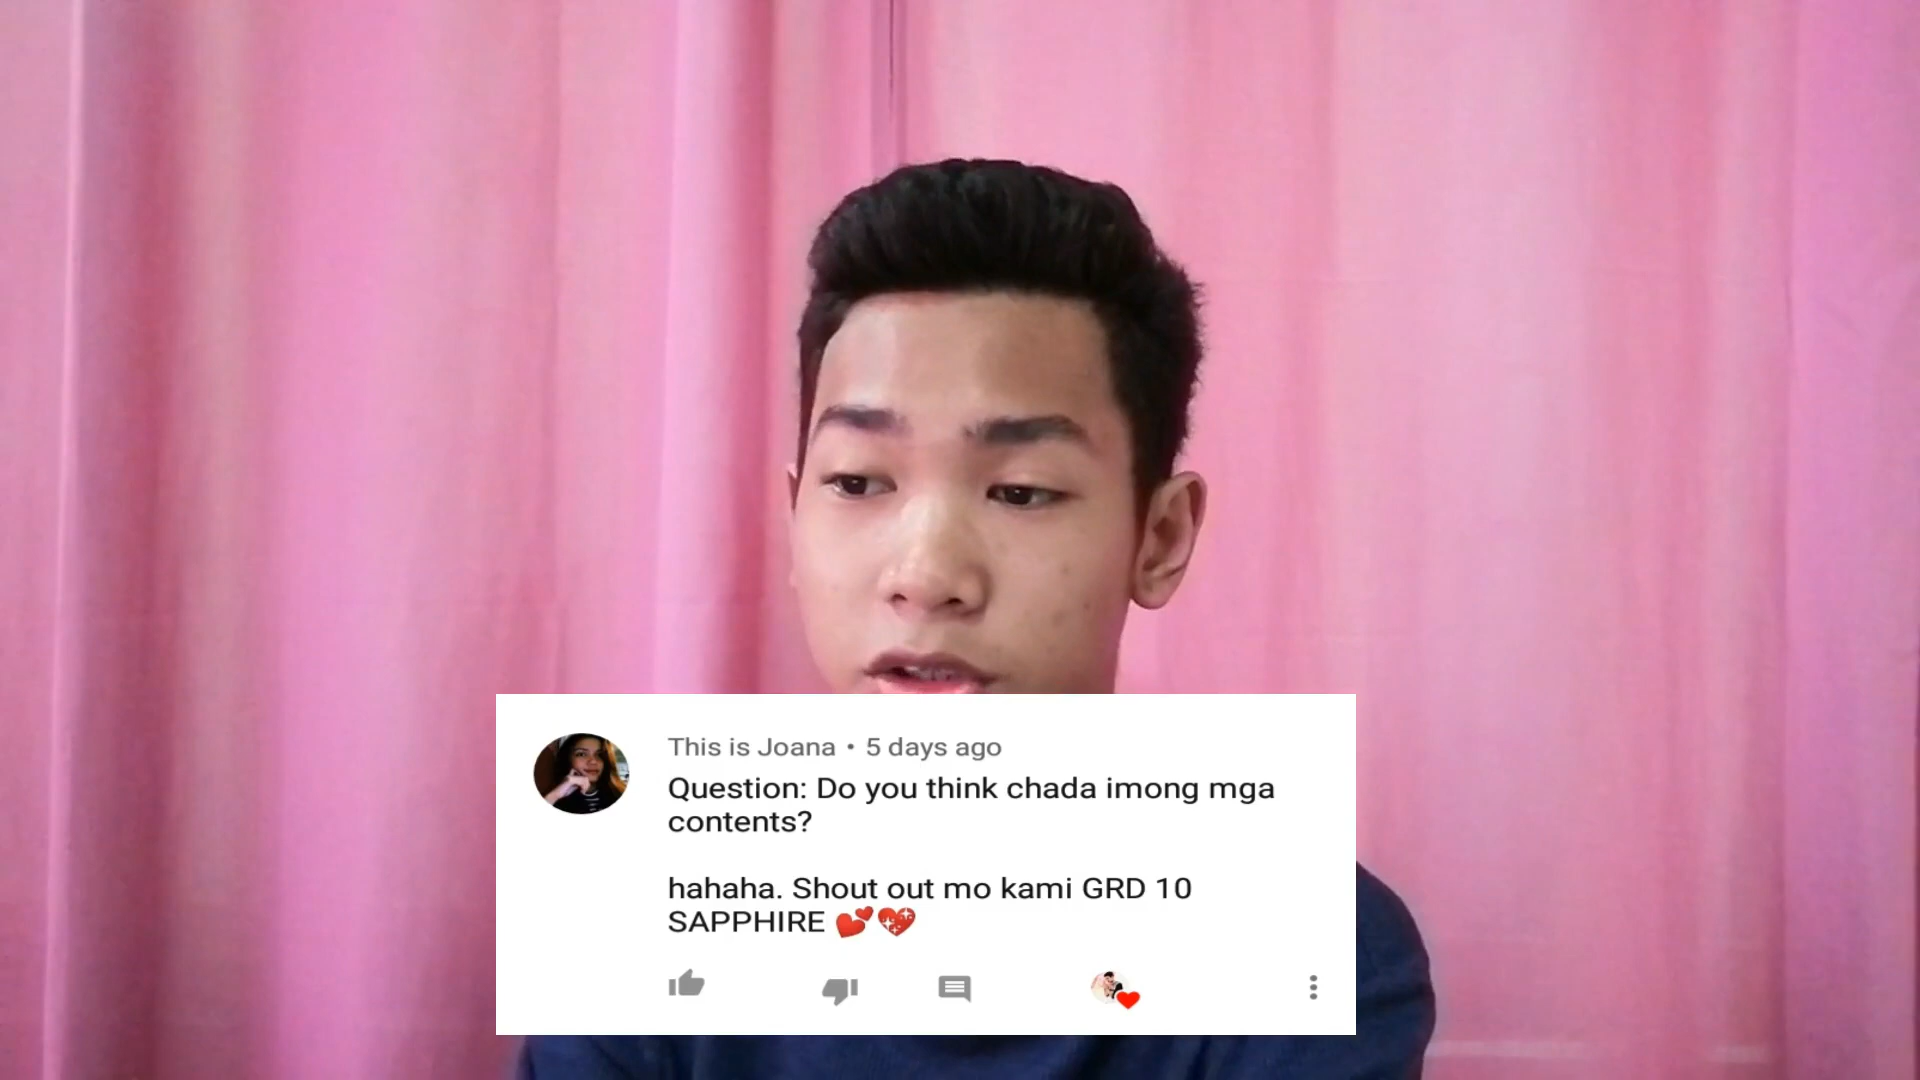 This is Joana • 5 days ago
Question: Do you think chada imong mga
contents?
hahaha. Shout out mo kami GRD 10
SAPPHIRE 💕💖